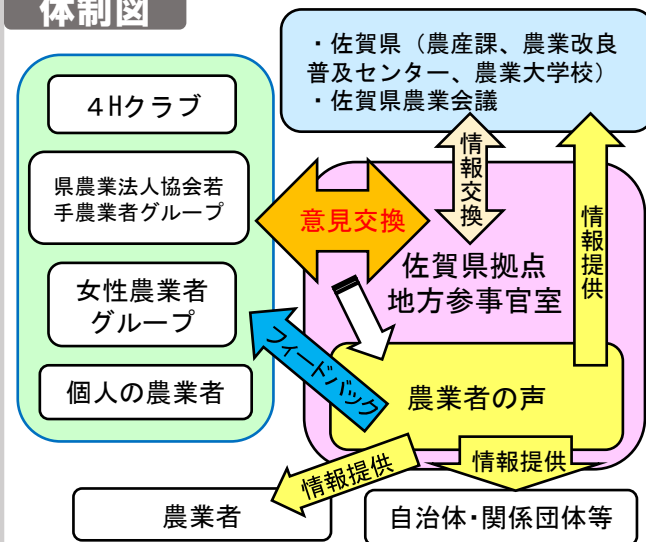 体制図
・佐賀県（農産課、農業改良
普及センター、農業大学校）
・佐賀県農業会議
４Hクラブ
県農業法人協会若
手農業者グループ
女性農業者
グループ
個人の農業者
意見交換
情報交換
情報提供
佐賀県拠点
地方参事官室
フィードバック
農業者の声
情報提供
情報提供
農業者
自治体・関係団体等